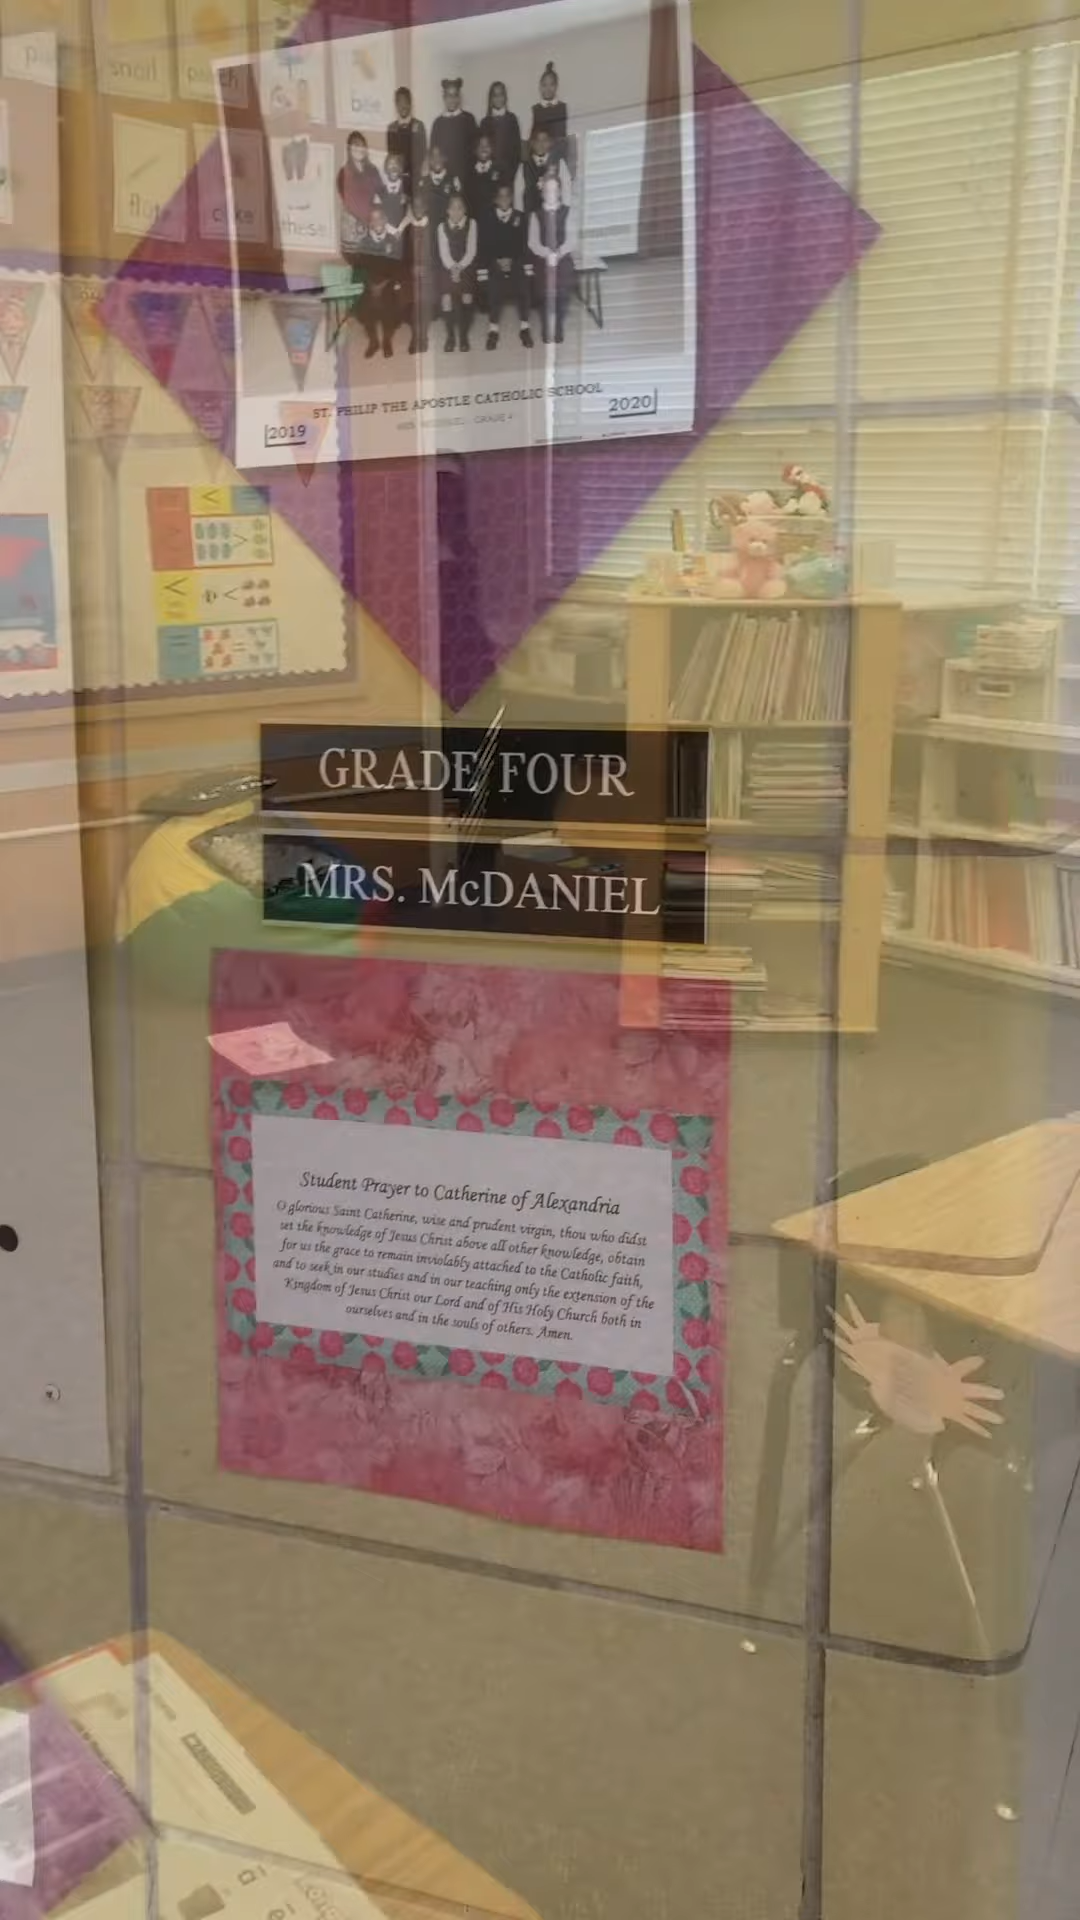 snail
bee
flute
cake
these
ST. PHILIP THE APOSTLE CATHOLIC SCHOOL
2019
2020
GRADE FOUR
MRS. McDANIEL
Student Prayer to Catherine of Alexandria
O glorious Saint Catherine, wise and prudent virgin, thou who didst
set the knowledge of Jesus Christ above all other knowledge, obtain
for us the grace to remain inviolably attached to the Catholic faith,
and to seek in our studies and in our teaching only the extension of the
Kingdom of Jesus Christ our Lord and of His Holy Church both in
ourselves and in the souls of others. Amen.